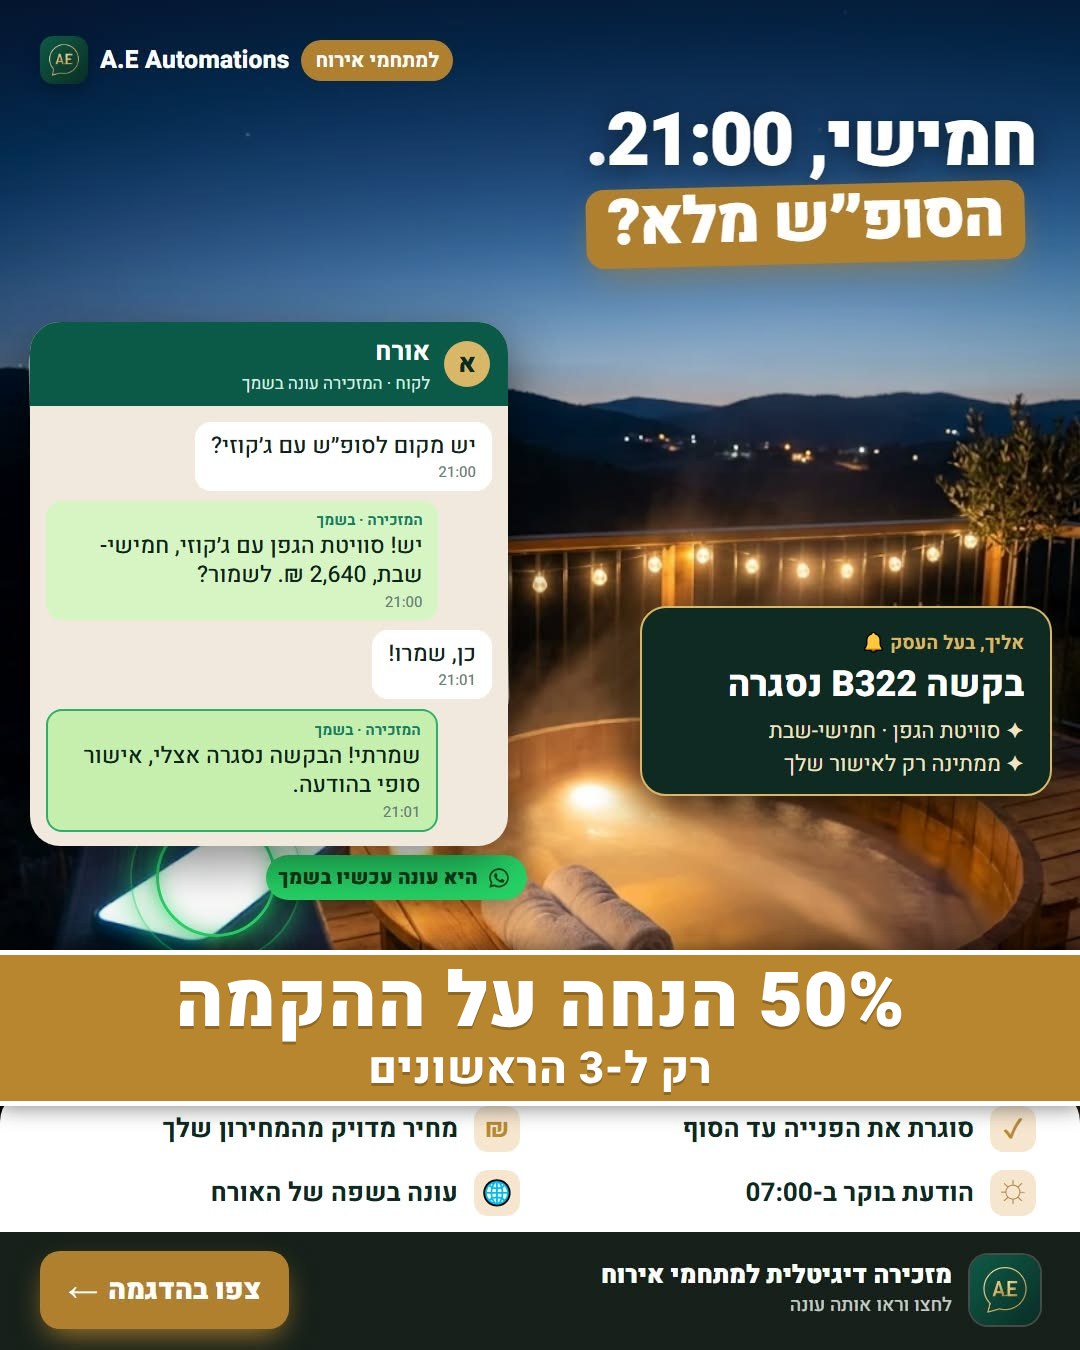 AE
A.E Automations
למתחמי אירוח
חמישי, 21:00.
הסופ״ש מלא?
א
אורח
לקוח · המזכירה עונה בשמך
יש מקום לסופ״ש עם ג׳קוזי?
21:00
המזכירה · בשמך
יש! סוויטת הגפן עם ג׳קוזי, חמישי-
שבת, 2,640 ₪. לשמור?
21:00
כן, שמרו!
21:01
המזכירה · בשמך
שמרתי! הבקשה נסגרה אצלי, אישור
סופי בהודעה.
21:01
היא עונה עכשיו בשמך
אליך, בעל העסק 🔔
בקשה B322 נסגרה
✦ סוויטת הגפן · חמישי-שבת
✦ ממתינה רק לאישור שלך
50% הנחה על ההקמה
רק ל-3 הראשונים
✓ סוגרת את הפנייה עד הסוף
₪ מחיר מדויק מהמחירון שלך
הודעת בוקר ב-07:00
🌐 עונה בשפה של האורח
AE
מזכירה דיגיטלית למתחמי אירוח
לחצו וראו אותה עונה
צפו בהדגמה ←